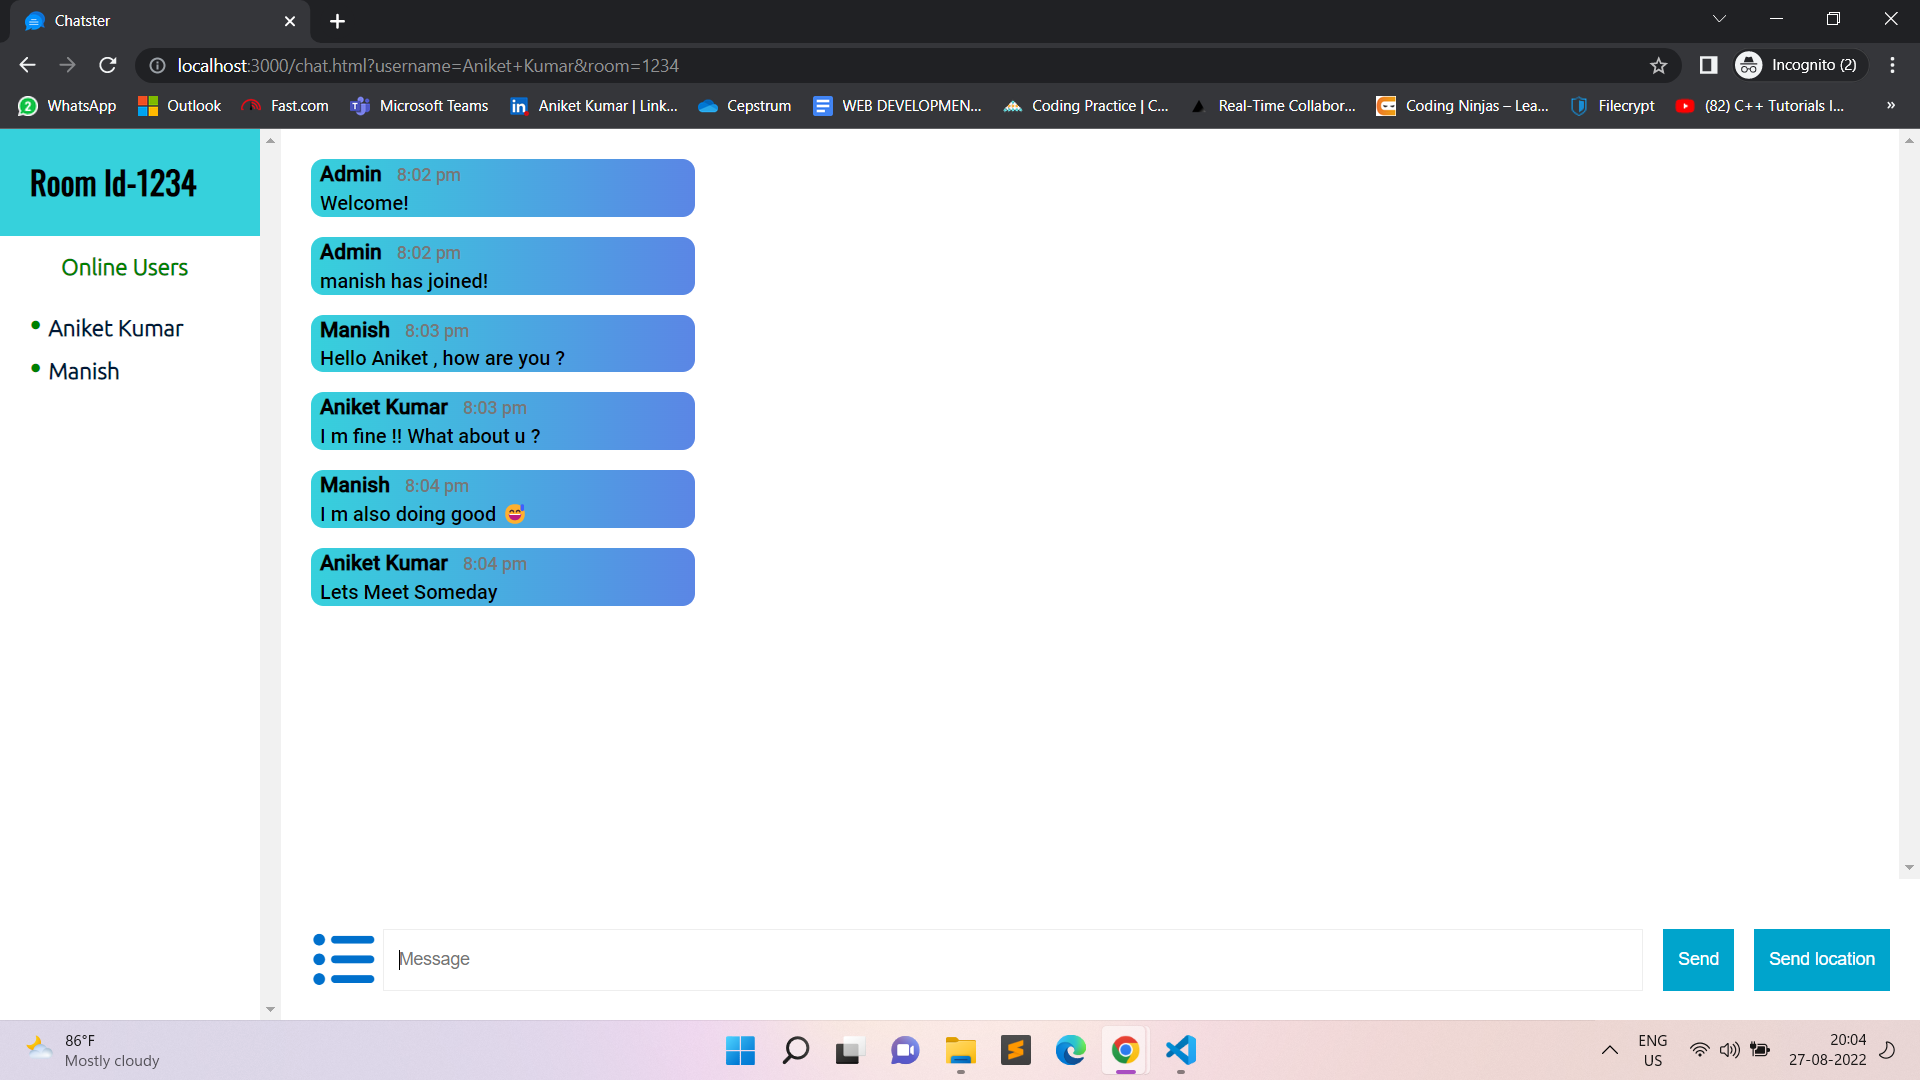 Chatster
localhost:3000/chat.html?username=Aniket+Kumar&room=1234
Incognito (2)
2
WhatsApp
Outlook
Fast.com
Microsoft Teams
Aniket Kumar | Link...
Cepstrum
WEB DEVELOPMEN...
Coding Practice | C...
Real-Time Collabor...
Coding Ninjas – Lea...
Filecrypt
(82) C++ Tutorials I...
»
Room Id-1234
Online Users
Aniket Kumar
Manish
Admin 8:02 pm
Welcome!
Admin 8:02 pm
manish has joined!
Manish 8:03 pm
Hello Aniket , how are you ?
Aniket Kumar 8:03 pm
I m fine !! What about u ?
Manish 8:04 pm
I m also doing good 😅
Aniket Kumar 8:04 pm
Lets Meet Someday
Message
Send
Send location
86°F
Mostly cloudy
ENG
US
20:04
27-08-2022